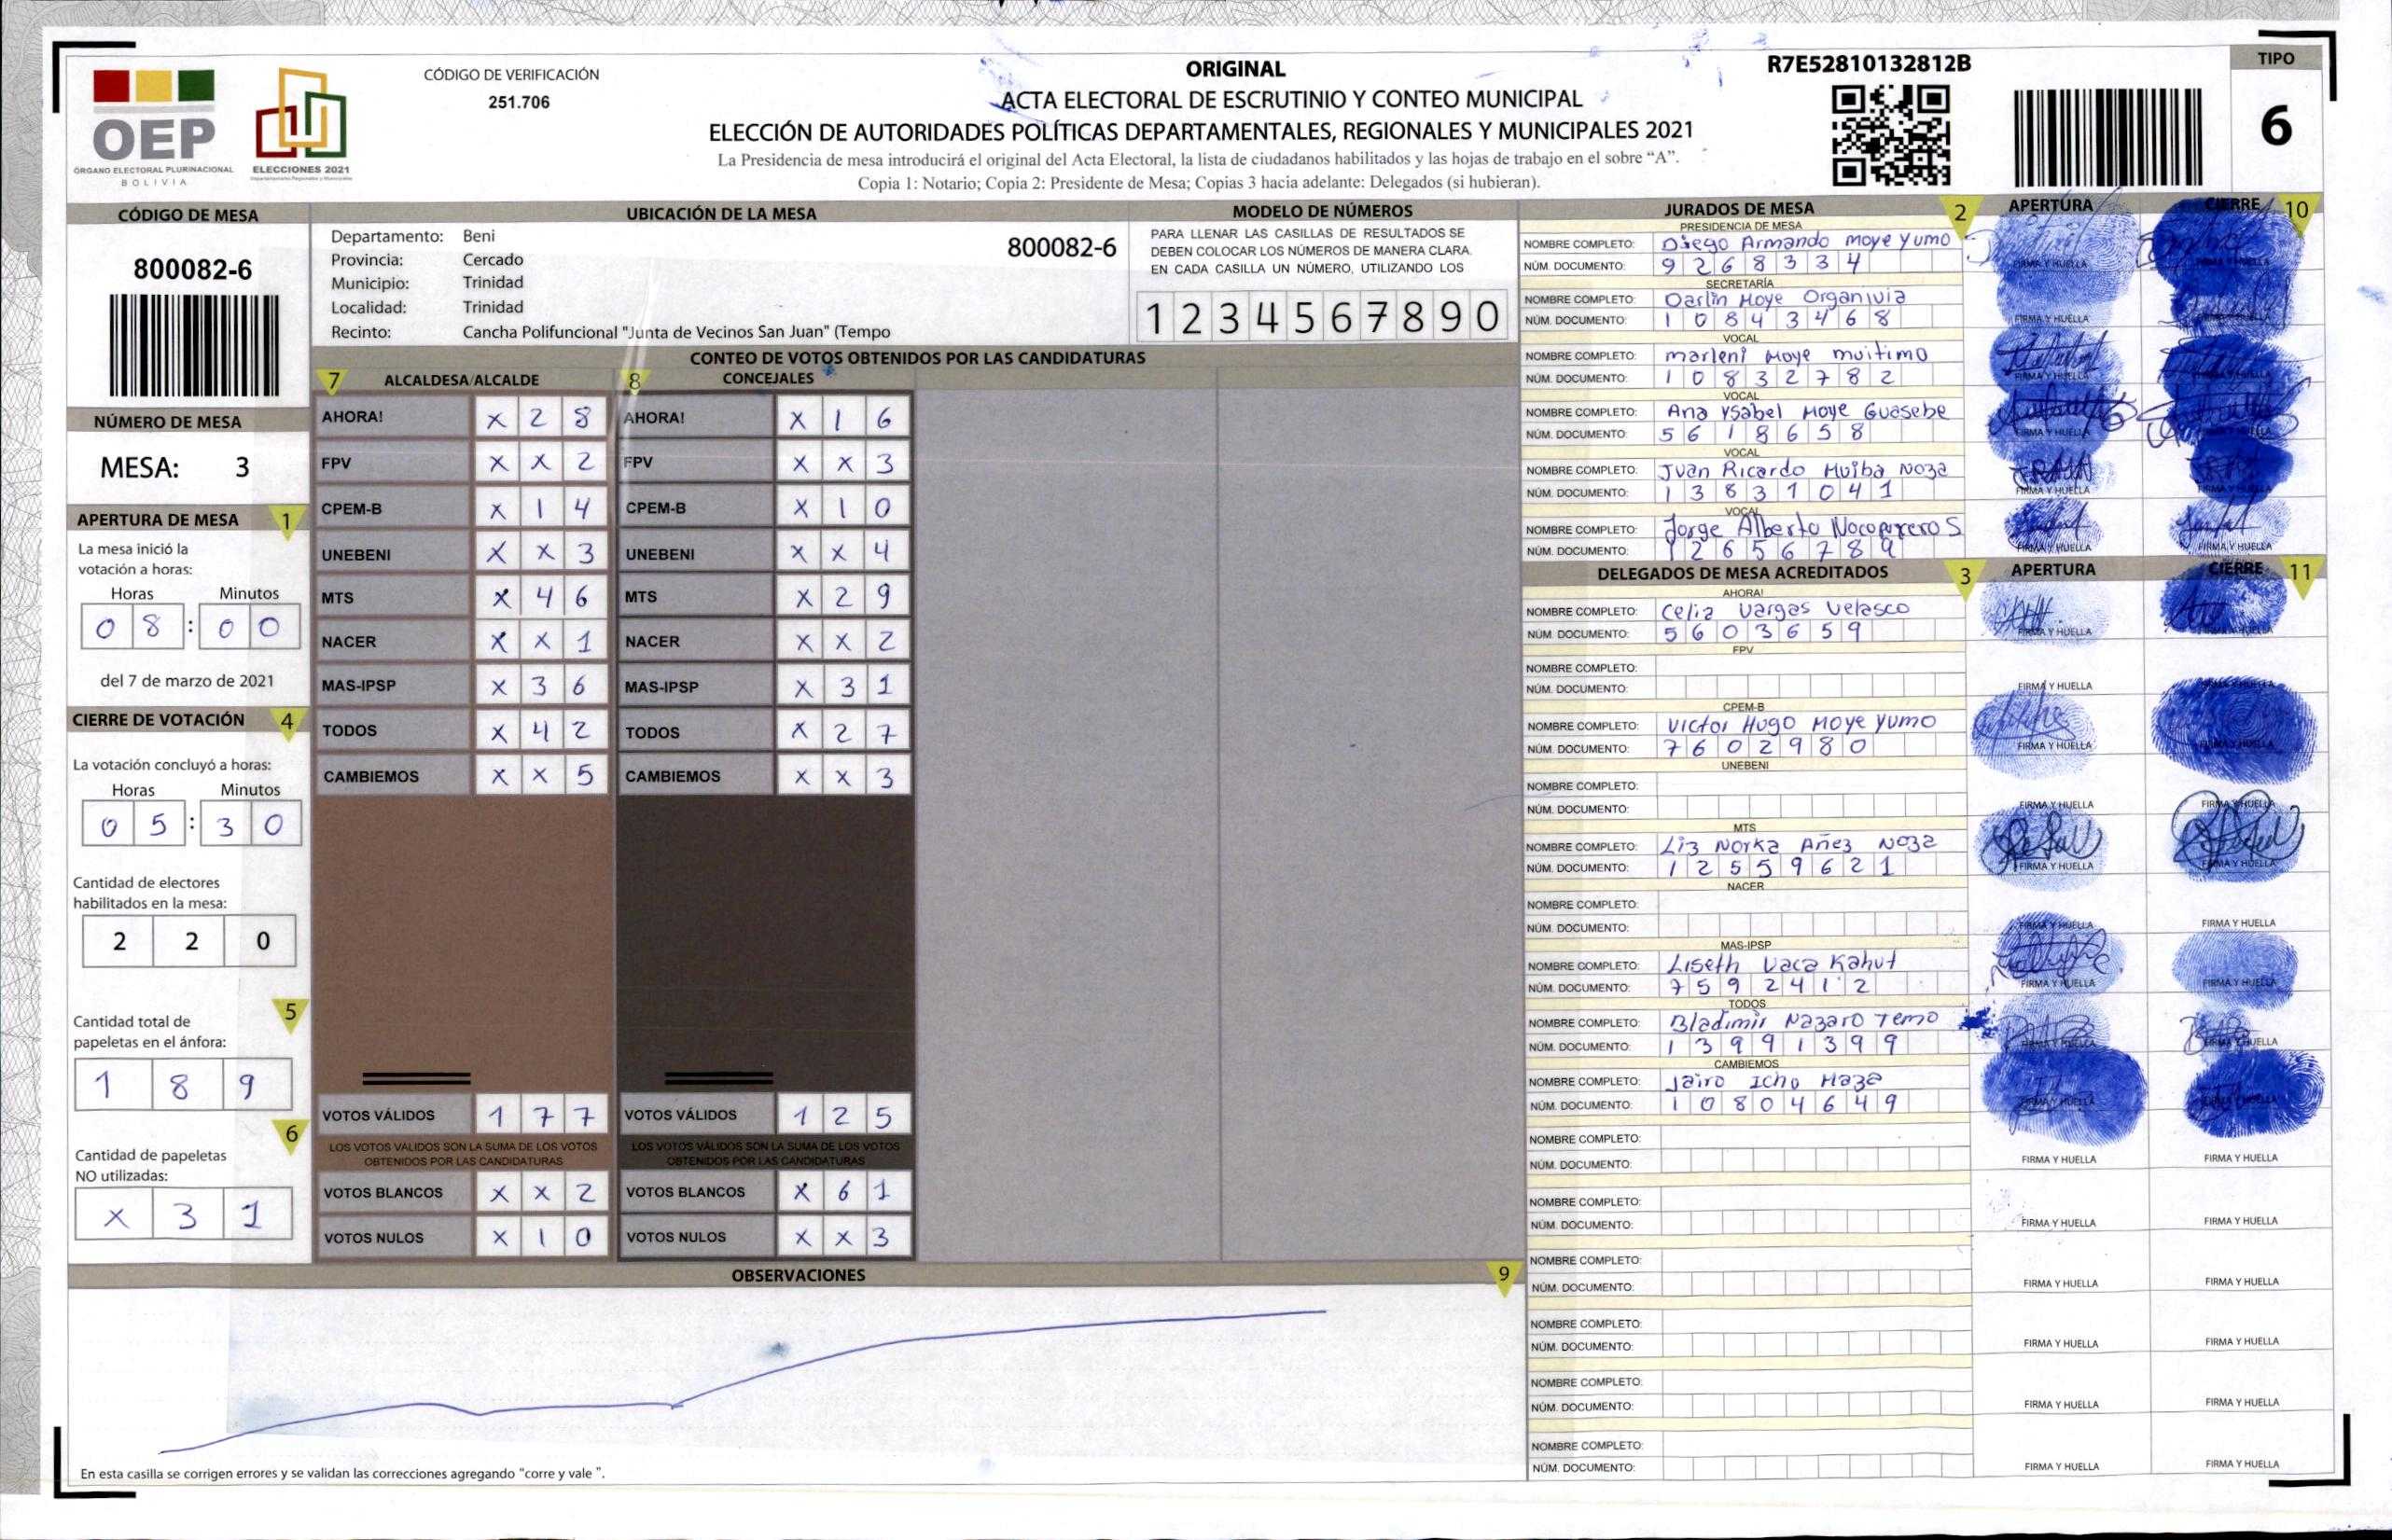 CÓDIGO DE VERIFICACIÓN
251.706
OEP
ÓRGANO ELECTORAL PLURINACIONAL
BOLIVIA
ELECCIONES 2021
ORIGINAL
ACTA ELECTORAL DE ESCRUTINIO Y CONTEO MUNICIPAL
ELECCIÓN DE AUTORIDADES POLÍTICAS DEPARTAMENTALES, REGIONALES Y MUNICIPALES 2021
La Presidencia de mesa introducirá el original del Acta Electoral, la lista de ciudadanos habilitados y las hojas de trabajo en el sobre “A”.
Copia 1: Notario; Copia 2: Presidente de Mesa; Copias 3 hacia adelante: Delegados (si hubieran).
R7E52810132812B
TIPO
6
CÓDIGO DE MESA
800082-6
NÚMERO DE MESA
MESA: 3
APERTURA DE MESA 1
La mesa inició la
votación a horas:
Horas Minutos
0 8 : 0 0
del 7 de marzo de 2021
CIERRE DE VOTACIÓN 4
La votación concluyó a horas:
Horas Minutos
0 5 : 3 0
Cantidad de electores
habilitados en la mesa:
2 2 0
5
Cantidad total de
papeletas en el ánfora:
1 8 9
6
Cantidad de papeletas
NO utilizadas:
X 3 1
UBICACIÓN DE LA MESA
Departamento: Beni
800082-6
Provincia: Cercado
Municipio: Trinidad
Localidad: Trinidad
Recinto: Cancha Polifuncional "Junta de Vecinos San Juan" (Tempo
MODELO DE NÚMEROS
PARA LLENAR LAS CASILLAS DE RESULTADOS SE
DEBEN COLOCAR LOS NÚMEROS DE MANERA CLARA.
EN CADA CASILLA UN NÚMERO, UTILIZANDO LOS
1 2 3 4 5 6 7 8 9 0
CONTEO DE VOTOS OBTENIDOS POR LAS CANDIDATURAS
7 ALCALDESA/ALCALDE 8 CONCEJALES
AHORA! X 2 8 AHORA! X 1 6
FPV X X 2 FPV X X 3
CPEM-B X 1 4 CPEM-B X 1 0
UNEBENI X X 3 UNEBENI X X 4
MTS X 4 6 MTS X 2 9
NACER X X 1 NACER X X 2
MAS-IPSP X 3 6 MAS-IPSP X 3 1
TODOS X 4 2 TODOS X 2 7
CAMBIEMOS X X 5 CAMBIEMOS X X 3
VOTOS VÁLIDOS 1 7 7 VOTOS VÁLIDOS 1 2 5
LOS VOTOS VÁLIDOS SON LA SUMA DE LOS VOTOS LOS VOTOS VÁLIDOS SON LA SUMA DE LOS VOTOS
OBTENIDOS POR LAS CANDIDATURAS OBTENIDOS POR LAS CANDIDATURAS
VOTOS BLANCOS X X 2 VOTOS BLANCOS X 6 1
VOTOS NULOS X 1 0 VOTOS NULOS X X 3
OBSERVACIONES 9
En esta casilla se corrigen errores y se validan las correcciones agregando “corre y vale ”.
JURADOS DE MESA 2 APERTURA CIERRE 10
PRESIDENCIA DE MESA
NOMBRE COMPLETO: Diego Armando Moye Yumo
NÚM. DOCUMENTO: 9 2 6 8 3 3 4 FIRMA Y HUELLA
SECRETARÍA
NOMBRE COMPLETO: Darlin Moye Organivia
NÚM. DOCUMENTO: 1 0 8 4 3 4 6 8 FIRMA Y HUELLA
VOCAL
NOMBRE COMPLETO: Marleni Moye Muitimo
NÚM. DOCUMENTO: 1 0 8 3 2 7 8 2 FIRMA Y HUELLA
VOCAL
NOMBRE COMPLETO: Ana Ysabel Moye Guasebe
NÚM. DOCUMENTO: 5 6 1 8 6 5 8 FIRMA Y HUELLA
VOCAL
NOMBRE COMPLETO: Juan Ricardo Muiba Noza
NÚM. DOCUMENTO: 1 3 8 3 1 0 4 1 FIRMA Y HUELLA
VOCAL
NOMBRE COMPLETO: Jorge Alberto
NÚM. DOCUMENTO: 1 2 6 5 6 7 8 9 FIRMA Y HUELLA FIRMA Y HUELLA
DELEGADOS DE MESA ACREDITADOS 3 APERTURA CIERRE 11
AHORA!
NOMBRE COMPLETO: Celia Vargas Velasco
NÚM. DOCUMENTO: 5 6 0 3 6 5 9 FIRMA Y HUELLA
FPV
NOMBRE COMPLETO:
NÚM. DOCUMENTO: FIRMA Y HUELLA
CPEM-B
NOMBRE COMPLETO: Victor Hugo Moye Yumo
NÚM. DOCUMENTO: 7 6 0 2 9 8 0 FIRMA Y HUELLA
UNEBENI
NOMBRE COMPLETO:
NÚM. DOCUMENTO: FIRMA Y HUELLA FIRMA Y HUELLA
MTS
NOMBRE COMPLETO: Liz Norka Añez Noza
NÚM. DOCUMENTO: 1 2 5 5 9 6 2 1 FIRMA Y HUELLA FIRMA Y HUELLA
NACER
NOMBRE COMPLETO:
NÚM. DOCUMENTO: FIRMA Y HUELLA FIRMA Y HUELLA
MAS-IPSP
NOMBRE COMPLETO: Liseth Vaca Kahut
NÚM. DOCUMENTO: 7 5 9 2 4 1 2 FIRMA Y HUELLA FIRMA Y HUELLA
TODOS
NOMBRE COMPLETO: Bladimir Nazaro Temo
NÚM. DOCUMENTO: 1 3 9 9 1 3 9 9 FIRMA Y HUELLA FIRMA Y HUELLA
CAMBIEMOS
NOMBRE COMPLETO: Jairo Icho Maza
NÚM. DOCUMENTO: 1 0 8 0 4 6 4 9
NOMBRE COMPLETO:
NÚM. DOCUMENTO: FIRMA Y HUELLA FIRMA Y HUELLA
NOMBRE COMPLETO:
NÚM. DOCUMENTO: FIRMA Y HUELLA FIRMA Y HUELLA
NOMBRE COMPLETO:
NÚM. DOCUMENTO: FIRMA Y HUELLA FIRMA Y HUELLA
NOMBRE COMPLETO:
NÚM. DOCUMENTO: FIRMA Y HUELLA FIRMA Y HUELLA
NOMBRE COMPLETO:
NÚM. DOCUMENTO: FIRMA Y HUELLA FIRMA Y HUELLA
NOMBRE COMPLETO:
NÚM. DOCUMENTO: FIRMA Y HUELLA FIRMA Y HUELLA